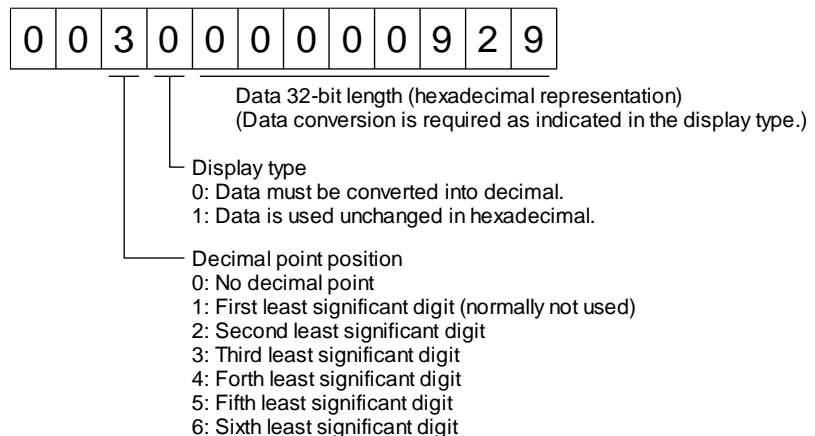 0 0 3 0 0 0 0 0 0 9 2 9
Data 32-bit length (hexadecimal representation)
(Data conversion is required as indicated in the display type.)
Display type
0: Data must be converted into decimal.
1: Data is used unchanged in hexadecimal.
Decimal point position
0: No decimal point
1: First least significant digit (normally not used)
2: Second least significant digit
3: Third least significant digit
4: Forth least significant digit
5: Fifth least significant digit
6: Sixth least significant digit